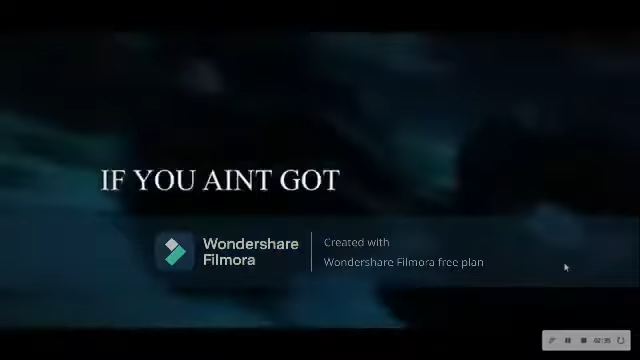 IF YOU AINT GOT
Wondershare
Filmora
Created with
Wondershare Filmora free plan